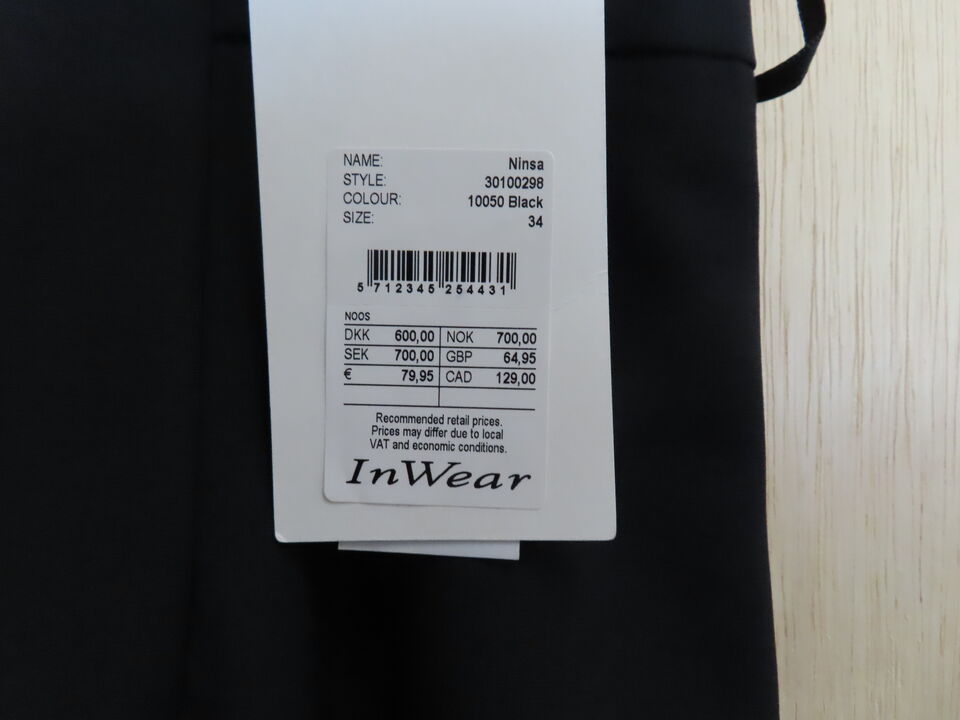 NAME: Ninsa
STYLE: 30100298
COLOUR: 10050 Black
SIZE: 34
5 712345 254431
NOOS
DKK 600,00 NOK 700,00
SEK 700,00 GBP 64,95
€ 79,95 CAD 129,00
Recommended retail prices.
Prices may differ due to local
VAT and economic conditions.
InWear